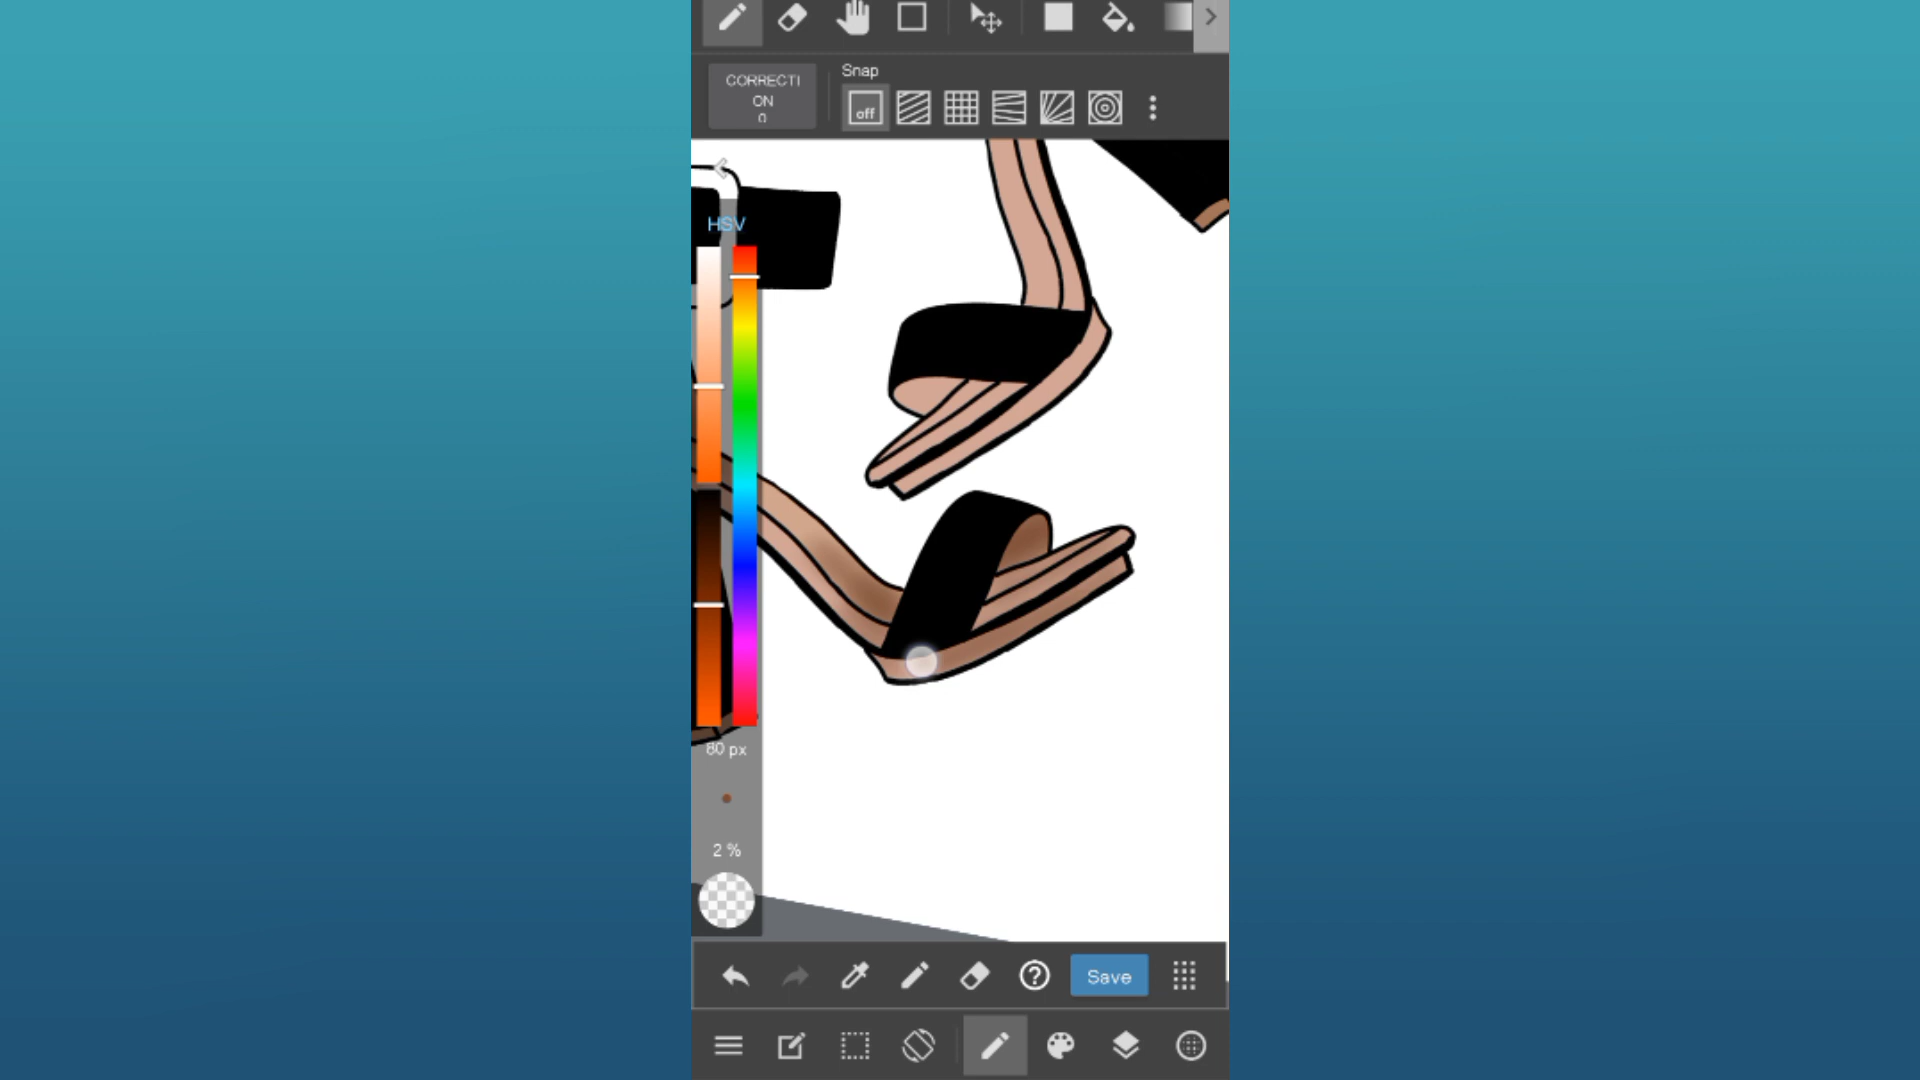 CORRECTI
ON
0
Snap
off
HSV
80 px
2 %
Save